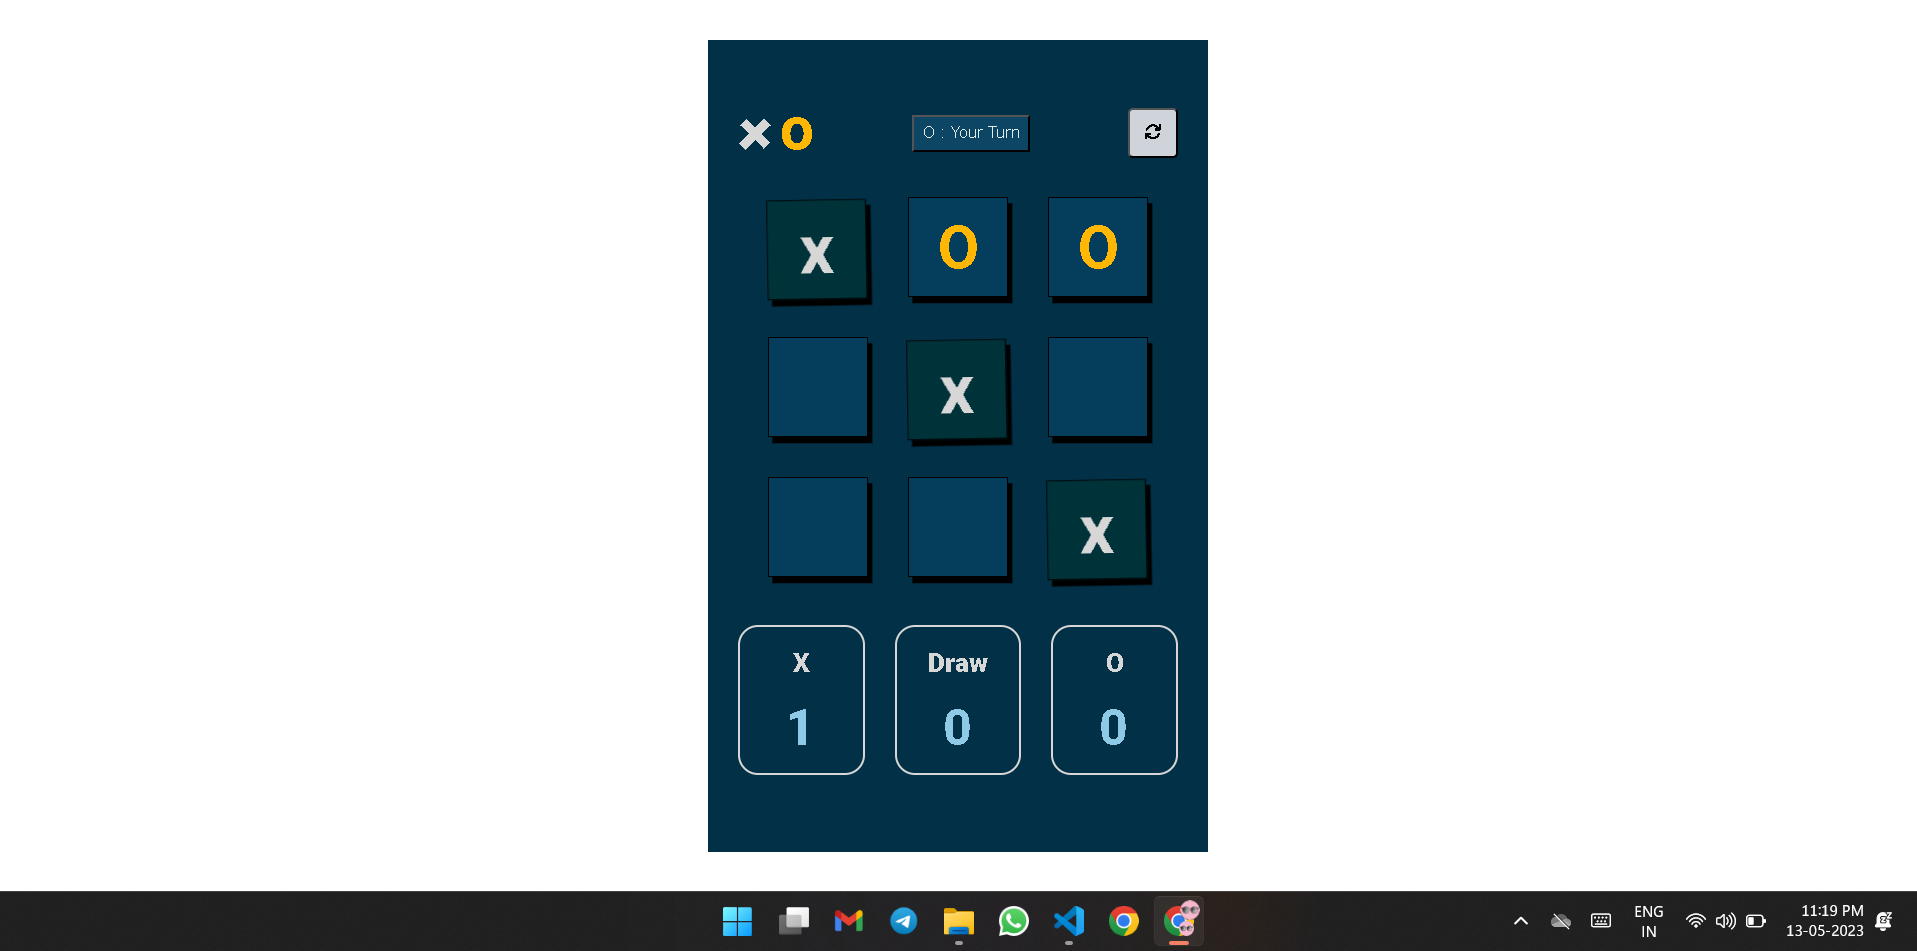 X O
O : Your Turn
X O O
X
X
X Draw O
1 0 0
ENG
IN
11:19 PM
13-05-2023